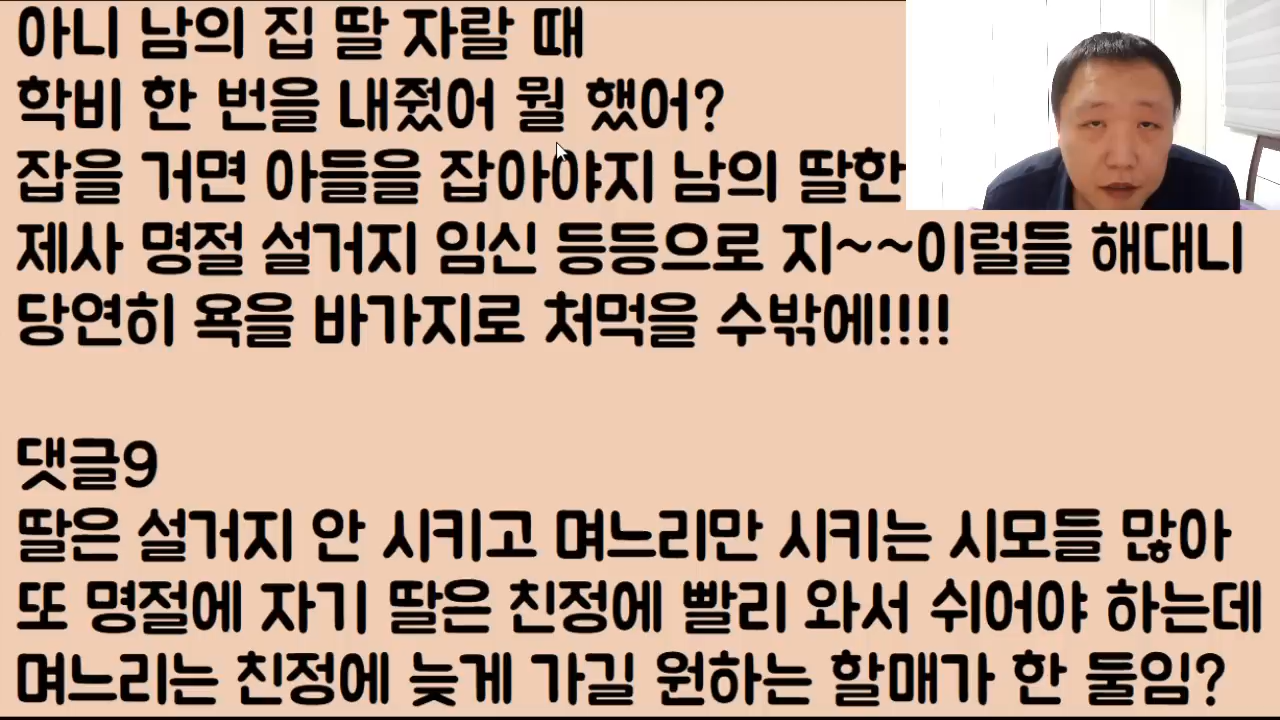 아니 남의 집 딸 자랄 때
학비 한 번을 내줬어 뭘 했어?
잡을 거면 아들을 잡아야지 남의 딸한
제사 명절 설거지 임신 등등으로 지~~이럴들 해대니
당연히 욕을 바가지로 처먹을 수밖에!!!!
댓글9
딸은 설거지 안 시키고 며느리만 시키는 시모들 많아
또 명절에 자기 딸은 친정에 빨리 와서 쉬어야 하는데
며느리는 친정에 늦게 가길 원하는 할매가 한 둘임?